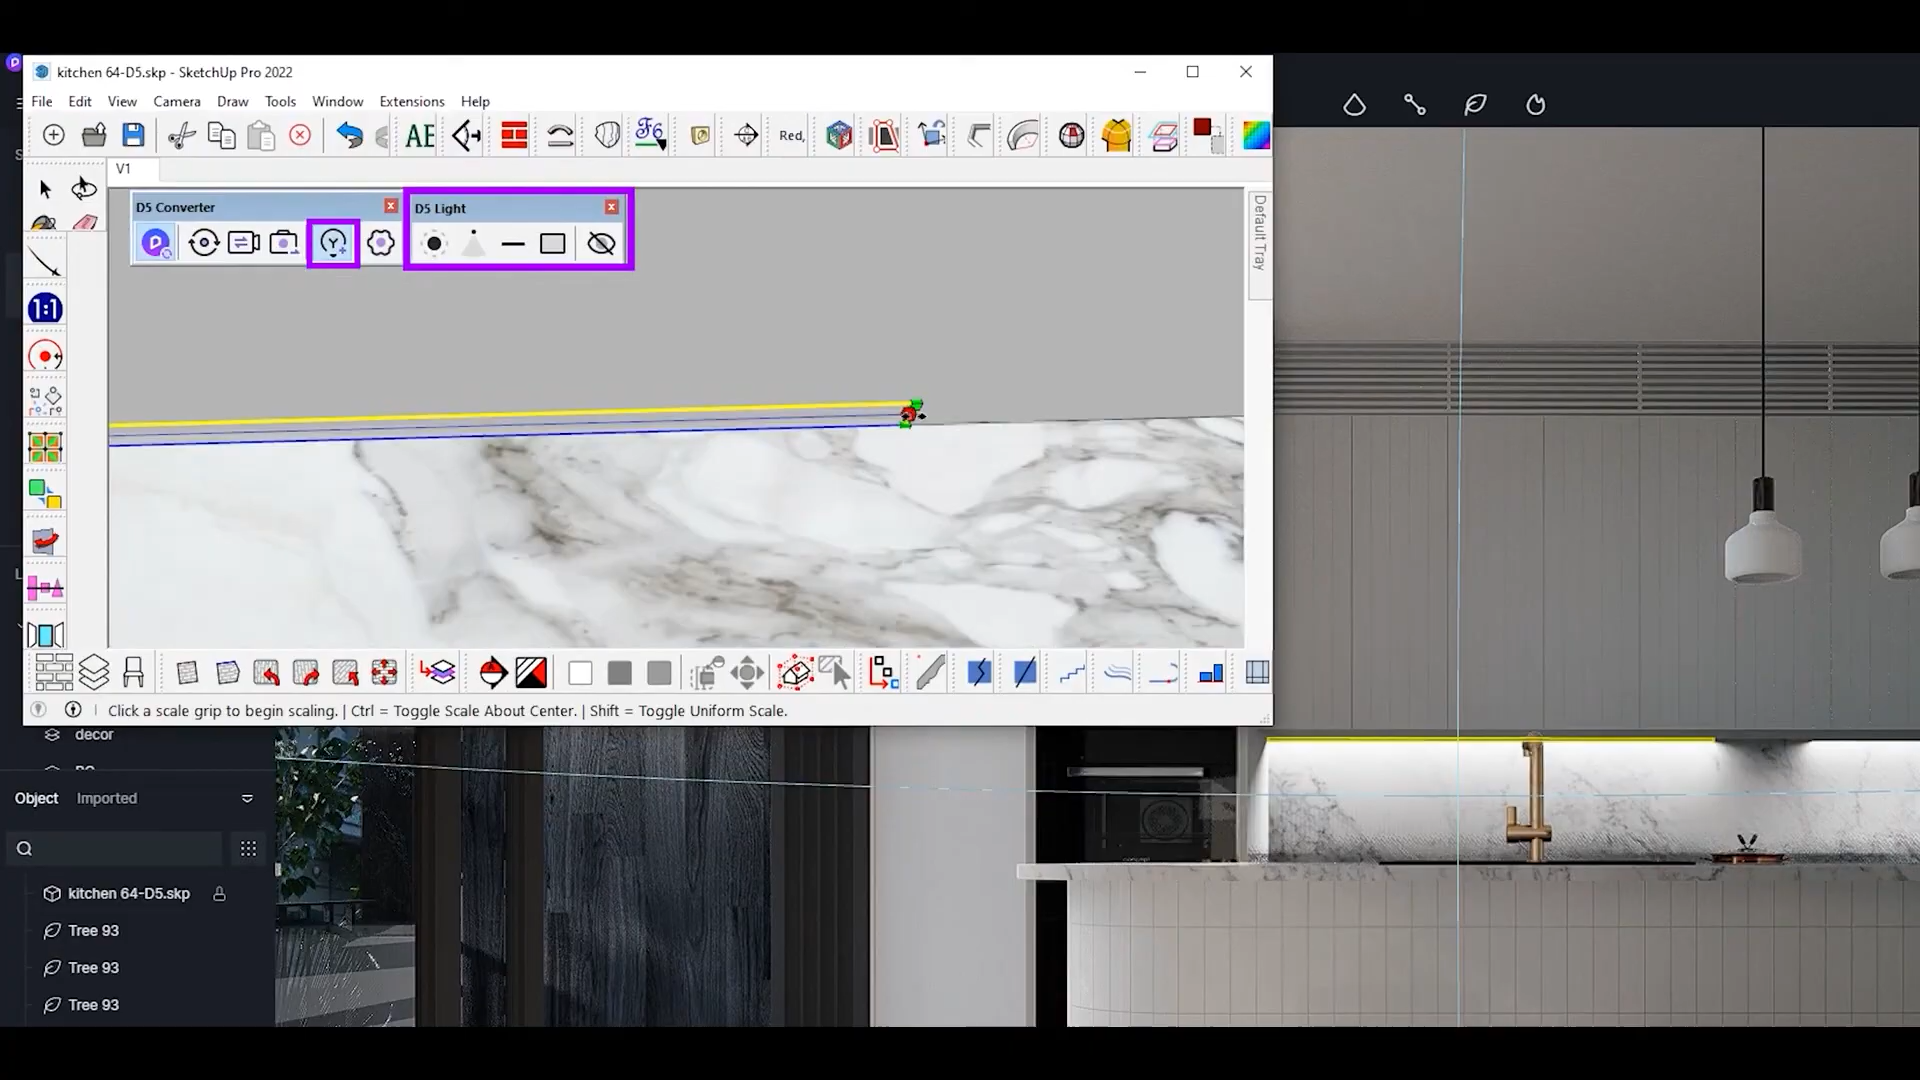 kitchen 64-D5.skp - SketchUp Pro 2022
File Edit View Camera Draw Tools Window Extensions Help
AE F6 Red,
V1
D5 Converter
D5 Light
1:1
Default Tray
Click a scale grip to begin scaling. | Ctrl = Toggle Scale About Center. | Shift = Toggle Uniform Scale.
decor
Object Imported
kitchen 64-D5.skp
Tree 93
Tree 93
Tree 93